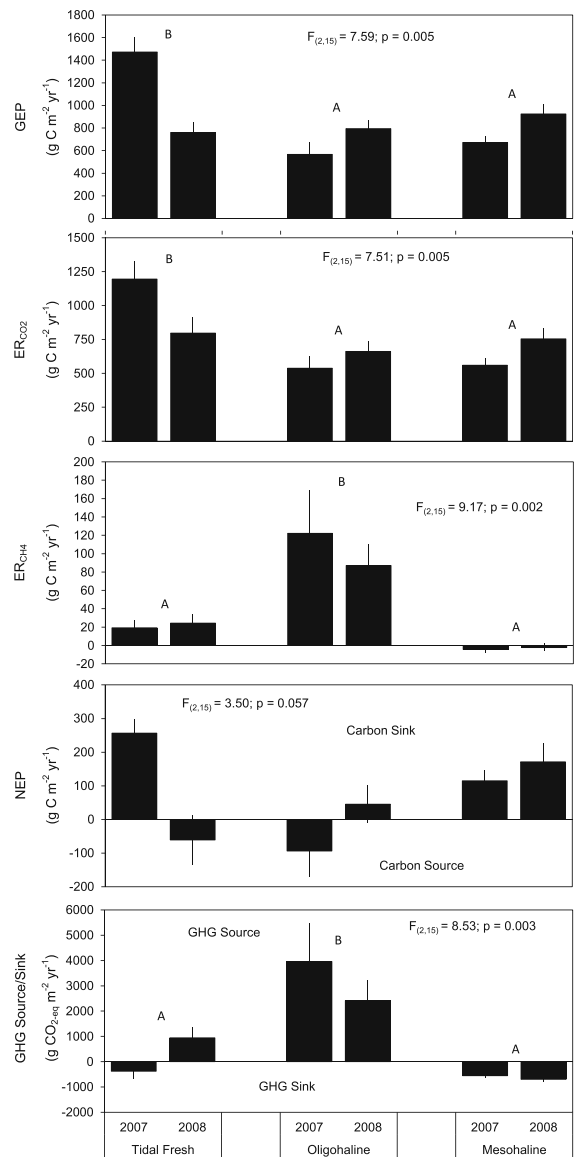 GEP
(g C m-2 yr-1)
1800
1600
1400
1200
1000
800
600
400
200
0
B
F(2,15) = 7.59; p = 0.005
A
A
ERCO2
(g C m-2 yr-1)
1500
1250
1000
750
500
250
0
B
F(2,15) = 7.51; p = 0.005
A
A
ERCH4
(g C m-2 yr-1)
200
180
160
140
120
100
80
60
40
20
0
-20
A
B
F(2,15) = 9.17; p = 0.002
A
NEP
(g C m-2 yr-1)
400
300
200
100
0
-100
-200
F(2,15) = 3.50; p = 0.057
Carbon Sink
Carbon Source
GHG Source/Sink
(g CO2-eq m-2 yr-1)
6000
5000
4000
3000
2000
1000
0
-1000
-2000
GHG Source
F(2,15) = 8.53; p = 0.003
B
A
A
GHG Sink
2007 2008 2007 2008 2007 2008
Tidal Fresh Oligohaline Mesohaline